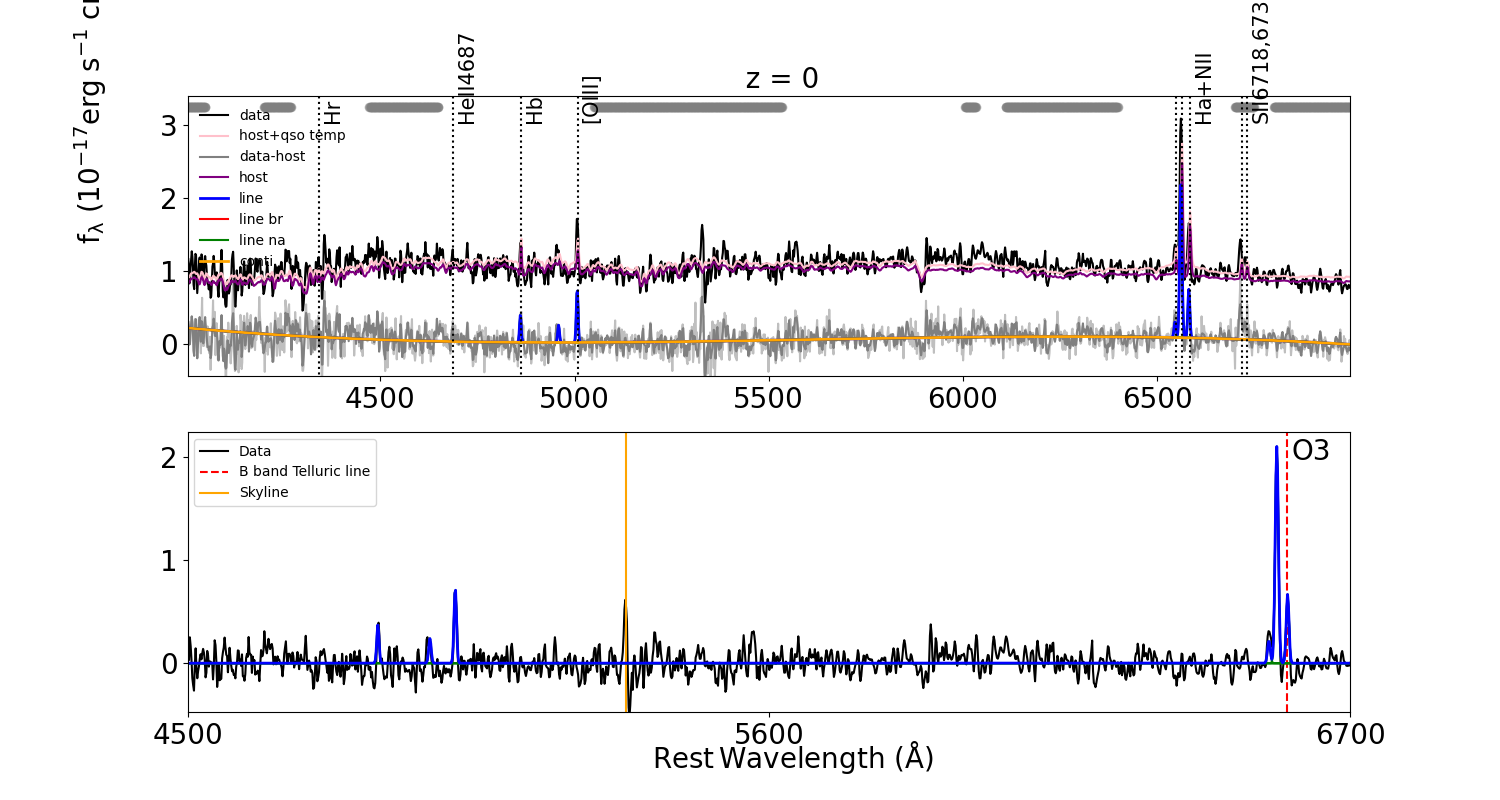 z = 0
fλ (10−17erg s−1 c
Hr
HeII4687
Hb
[OIII]
Ha+NII
SII6718,673
data
host+qso temp
data-host
host
line
line br
line na
conti
3
2
1
0
4500 5000 5500 6000 6500
Data
B band Telluric line
Skyline
O3
2
1
0
4500 5600 6700
Rest Wavelength (Å)